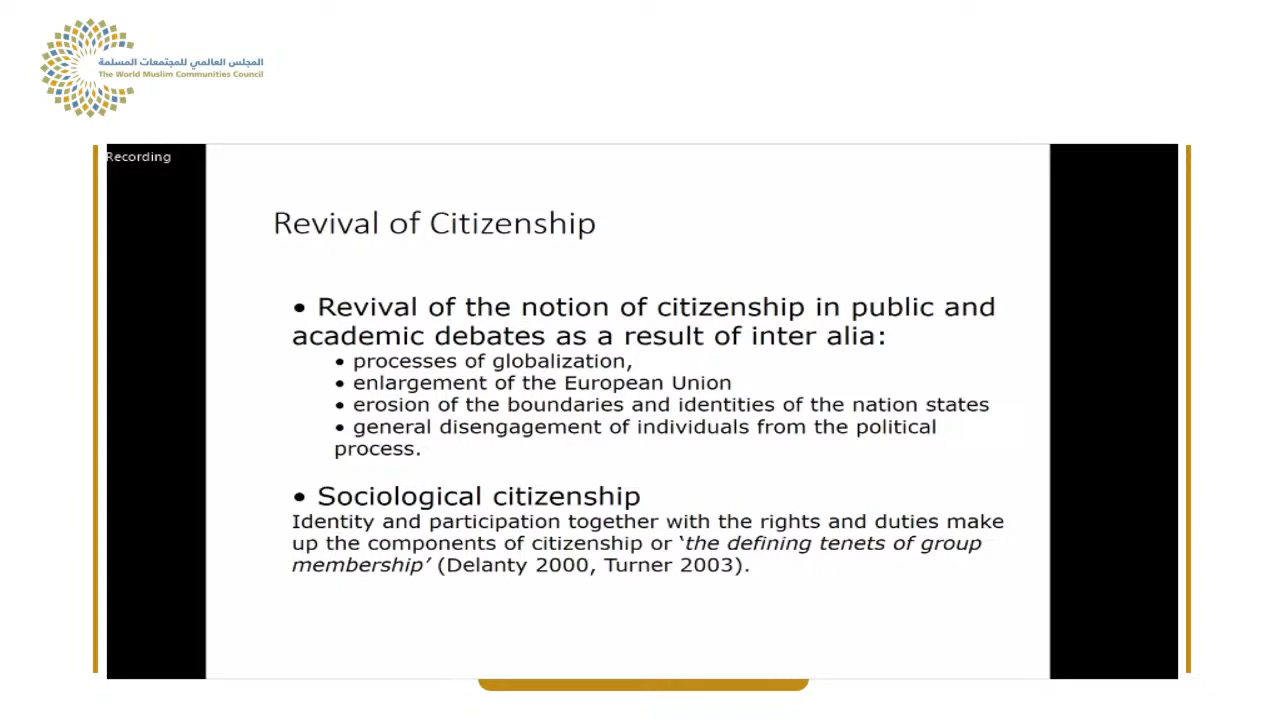 المجلس العالمي للمجتمعات المسلمة
The World Muslim Communities Council
Recording
Revival of Citizenship
• Revival of the notion of citizenship in public and
academic debates as a result of inter alia:
• processes of globalization,
• enlargement of the European Union
• erosion of the boundaries and identities of the nation states
• general disengagement of individuals from the political
process.
• Sociological citizenship
Identity and participation together with the rights and duties make
up the components of citizenship or ‘the defining tenets of group
membership’ (Delanty 2000, Turner 2003).